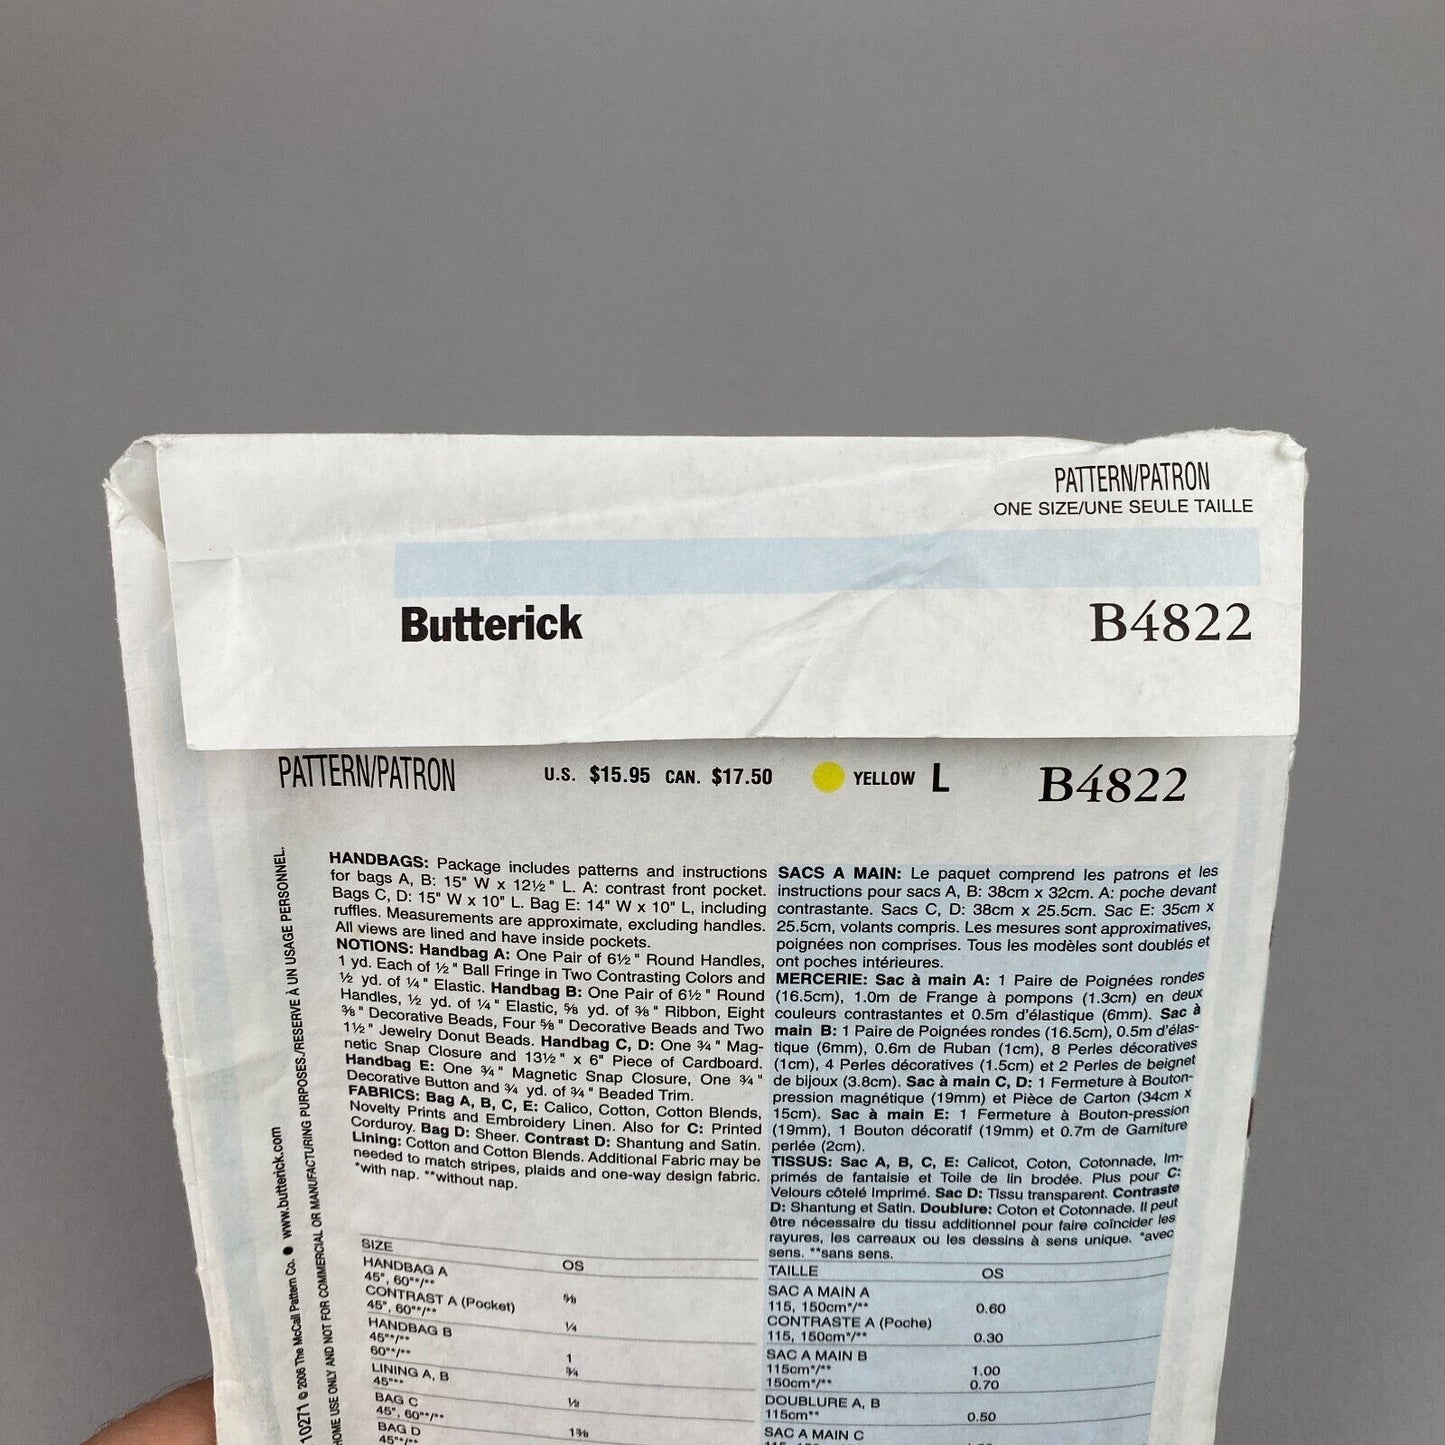 PATTERN/PATRON
ONE SIZE/UNE SEULE TAILLE
Butterick
B4822
PATTERN/PATRON
U.S. $15.95 CAN. $17.50
YELLOW L
B4822
HANDBAGS: Package includes patterns and instructions
for bags A, B: 15" W x 12½" L. A: contrast front pocket.
Bags C, D: 15" W x 10" L. Bag E: 14" W x 10" L, including
ruffles. Measurements are approximate, excluding handles.
All views are lined and have inside pockets.
NOTIONS: Handbag A: One Pair of 6½" Round Handles,
1 yd. Each of ½" Ball Fringe in Two Contrasting Colors and
½ yd. of ¼" Elastic. Handbag B: One Pair of 6½" Round
Handles, ½ yd. of ¼" Elastic, ⅝ yd. of ⅜" Ribbon, Eight
⅜" Decorative Beads, Four ⅝" Decorative Beads and Two
1½" Jewelry Donut Beads. Handbag C, D: One ¾" Mag-
netic Snap Closure and 13½" x 6" Piece of Cardboard.
Handbag E: One ¾" Magnetic Snap Closure, One ¾"
Decorative Button and ¾ yd. of ¾" Beaded Trim.
FABRICS: Bag A, B, C, E: Calico, Cotton, Cotton Blends,
Novelty Prints and Embroidery Linen. Also for C: Printed
Corduroy. Bag D: Sheer. Contrast D: Shantung and Satin.
Lining: Cotton and Cotton Blends. Additional Fabric may be
needed to match stripes, plaids and one-way design fabric.
*with nap. **without nap.
SACS A MAIN: Le paquet comprend les patrons et les
instructions pour sacs A, B: 38cm x 32cm. A: poche devant
contrastante. Sacs C, D: 38cm x 25.5cm. Sac E: 35cm x
25.5cm, volants compris. Les mesures sont approximatives,
poignées non comprises. Tous les modèles sont doublés et
ont poches intérieures.
MERCERIE: Sac à main A: 1 Paire de Poignées rondes
(16.5cm), 1.0m de Frange à pompons (1.3cm) en deux
couleurs contrastantes et 0.5m d'élastique (6mm). Sac à
main B: 1 Paire de Poignées rondes (16.5cm), 0.5m d'élas-
tique (6mm), 0.6m de Ruban (1cm), 8 Perles décoratives
(1cm), 4 Perles décoratives (1.5cm) et 2 Perles de beignet
de bijoux (3.8cm). Sac à main C, D: 1 Fermeture à Bouton-
pression magnétique (19mm) et Pièce de Carton (34cm x
15cm). Sac à main E: 1 Fermeture à Bouton-pression
(19mm), 1 Bouton décoratif (19mm) et 0.7m de Garniture
perlée (2cm).
TISSUS: Sac A, B, C, E: Calicot, Coton, Cotonnade, Im-
primés de fantaisie et Toile de lin brodée. Plus pour C:
Velours côtelé Imprimé. Sac D: Tissu transparent. Contraste
D: Shantung et Satin. Doublure: Coton et Cotonnade. Il peut
être nécessaire du tissu additionnel pour faire coïncider les
rayures, les carreaux ou les dessins à sens unique. *avec
sens. **sans sens.
SIZE OS
HANDBAG A
45", 60"*/** ⅝
CONTRAST A (Pocket)
45", 60"*/** ¼
HANDBAG B
45"*/** 1
60"*/** ¾
LINING A, B
45"** ½
BAG C
45", 60"*/** 
BAG D 1⅜
45"*/**
TAILLE OS
SAC A MAIN A
115, 150cm*/** 0.60
CONTRASTE A (Poche)
115, 150cm*/** 0.30
SAC A MAIN B
115cm*/** 1.00
150cm*/** 0.70
DOUBLURE A, B
115cm** 0.50
SAC A MAIN C
10271 © 2006 The McCall Pattern Co. ● www.butterick.com
HOME USE ONLY AND NOT FOR COMMERCIAL OR MANUFACTURING PURPOSES./RESERVE À UN USAGE PERSONNEL.